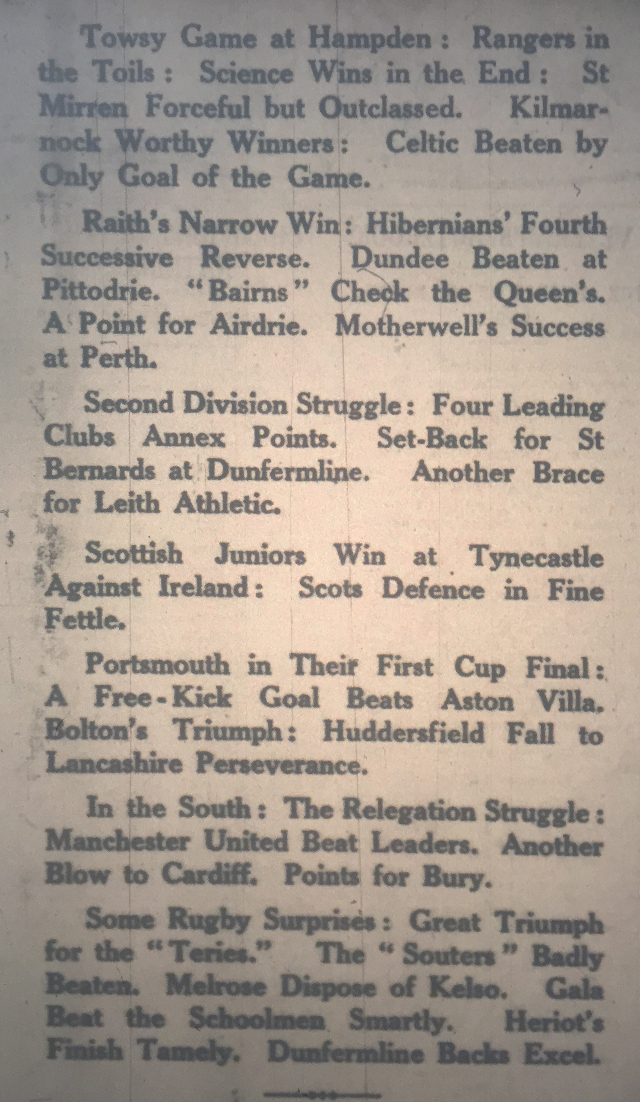 Towsy Game at Hampden: Rangers in
the Toils: Science Wins in the End: St
Mirren Forceful but Outclassed. Kilmar-
nock Worthy Winners: Celtic Beaten by
Only Goal of the Game.
Raith's Narrow Win: Hibernians' Fourth
Successive Reverse. Dundee Beaten at
Pittodrie. "Bairns" Check the Queen's.
A Point for Airdrie. Motherwell's Success
at Perth.
Second Division Struggle: Four Leading
Clubs Annex Points. Set-Back for St
Bernards at Dunfermline. Another Brace
for Leith Athletic.
Scottish Juniors Win at Tynecastle
Against Ireland: Scots Defence in Fine
Fettle.
Portsmouth in Their First Cup Final:
A Free-Kick Goal Beats Aston Villa.
Bolton's Triumph: Huddersfield Fall to
Lancashire Perseverance.
In the South: The Relegation Struggle:
Manchester United Beat Leaders. Another
Blow to Cardiff. Points for Bury.
Some Rugby Surprises: Great Triumph
for the "Teries." The "Souters" Badly
Beaten. Melrose Dispose of Kelso. Gala
Beat the Schoolmen Smartly. Heriot's
Finish Tamely. Dunfermline Backs Excel.